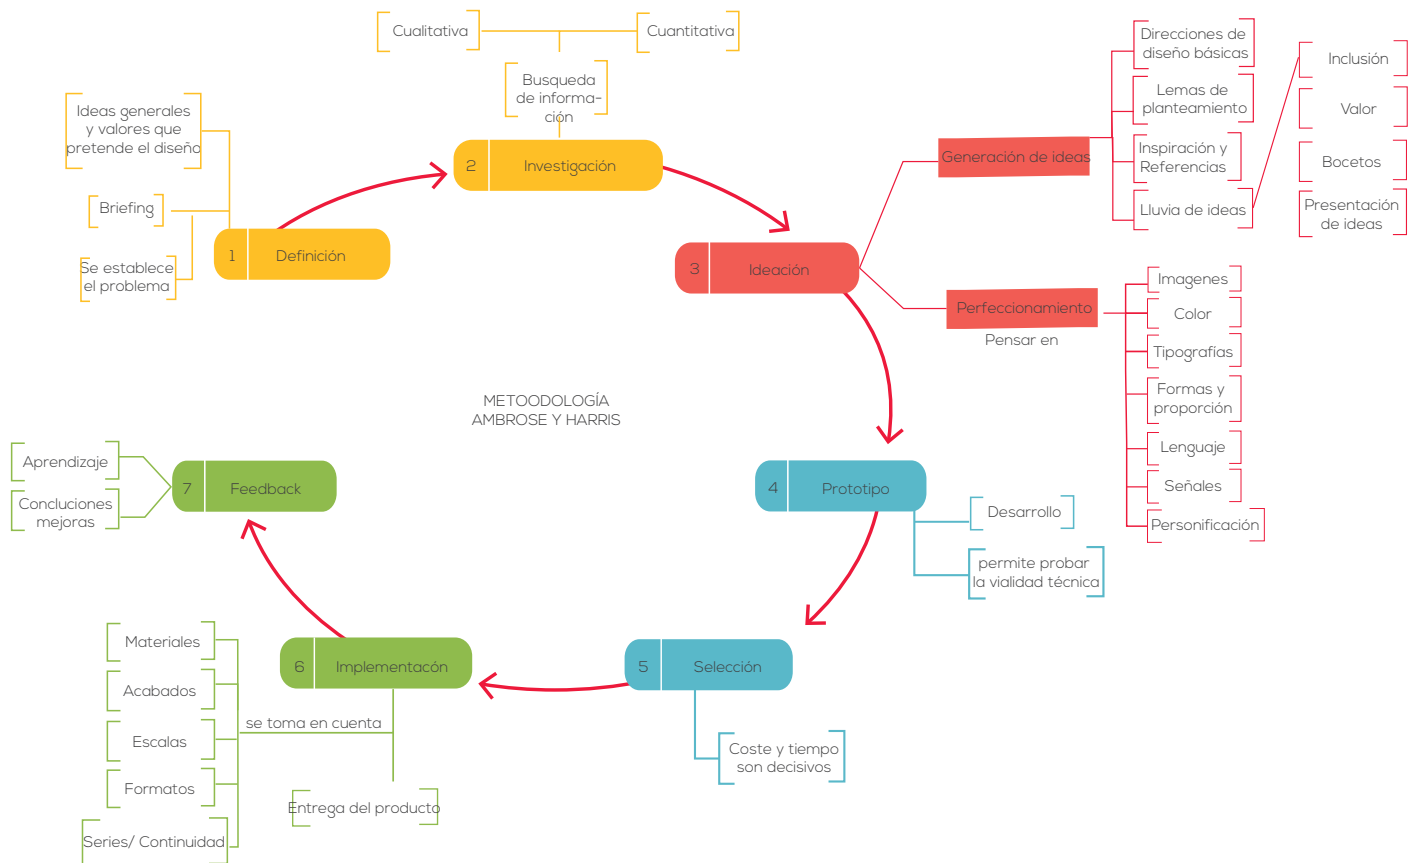 Cualitativa
Cuantitativa
Busqueda
de informa-
ción
Ideas generales
y valores que
pretende el diseño
Briefing
Se establece
el problema
1 Definición
2 Investigación
3 Ideación
Generación de ideas
Direcciones de
diseño básicas
Lemas de
planteamiento
Inspiración y
Referencias
Lluvia de ideas
Inclusión
Valor
Bocetos
Presentación
de ideas
Perfeccionamiento
Pensar en
Imagenes
Color
Tipografías
Formas y
proporción
Lenguaje
Señales
Personificación
METOODOLOGÍA
AMBROSE Y HARRIS
4 Prototipo
Desarrollo
permite probar
la vialidad técnica
5 Selección
Coste y tiempo
son decisivos
6 Implementacón
se toma en cuenta
Materiales
Acabados
Escalas
Formatos
Series/ Continuidad
Entrega del producto
7 Feedback
Aprendizaje
Concluciones
mejoras